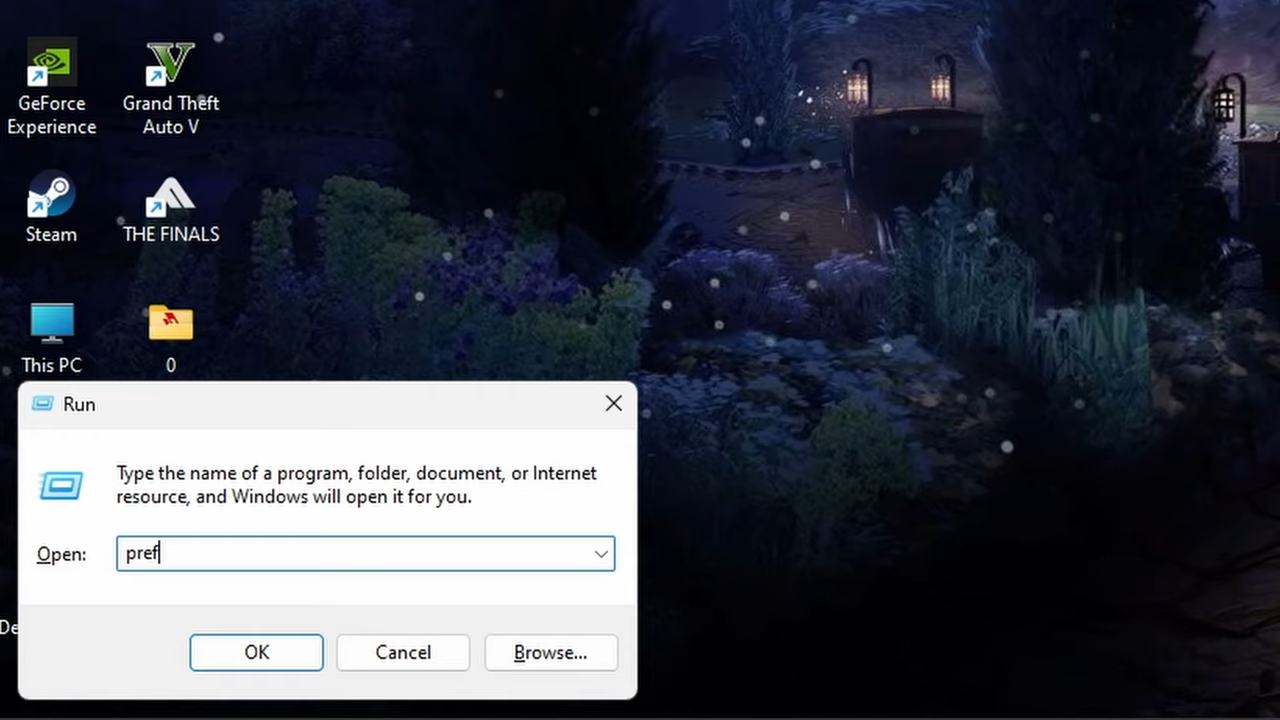 GeForce
Experience
Grand Theft
Auto V
Steam
THE FINALS
This PC
0
Run
Type the name of a program, folder, document, or Internet
resource, and Windows will open it for you.
Open:
pref
De
OK
Cancel
Browse...